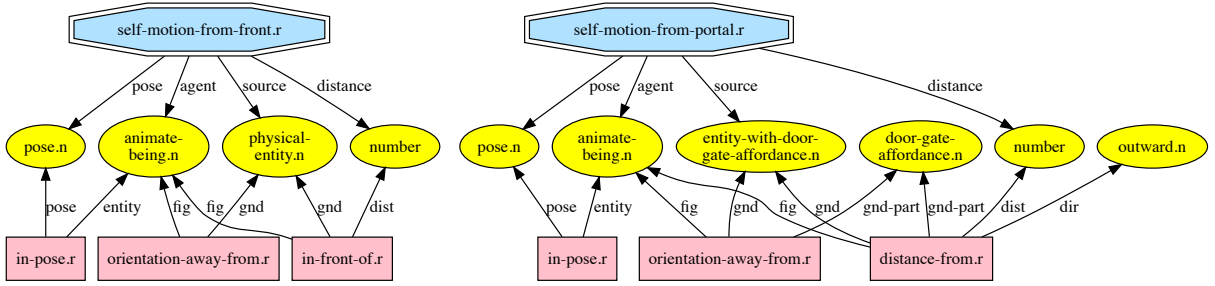 self-motion-from-front.r
self-motion-from-portal.r
pose
agent
source
distance
pose
agent
source
distance
pose.n
animate-
being.n
physical-
entity.n
number
pose.n
animate-
being.n
entity-with-door-
gate-affordance.n
door-gate-
affordance.n
number
outward.n
pose
entity
fig
gnd
fig
gnd
dist
pose
entity
fig
gnd
fig
gnd
gnd-part
gnd-part
dist
dir
in-pose.r
orientation-away-from.r
in-front-of.r
in-pose.r
orientation-away-from.r
distance-from.r